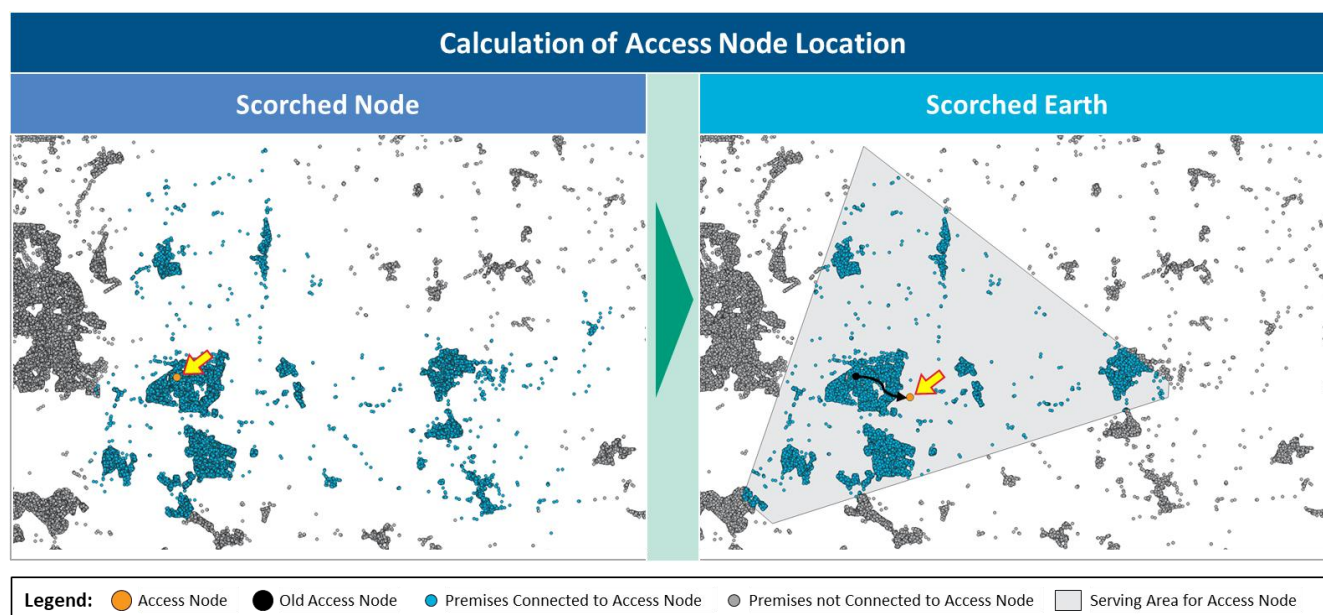 Calculation of Access Node Location
Scorched Node
Scorched Earth
Legend: Access Node Old Access Node Premises Connected to Access Node Premises not Connected to Access Node Serving Area for Access Node